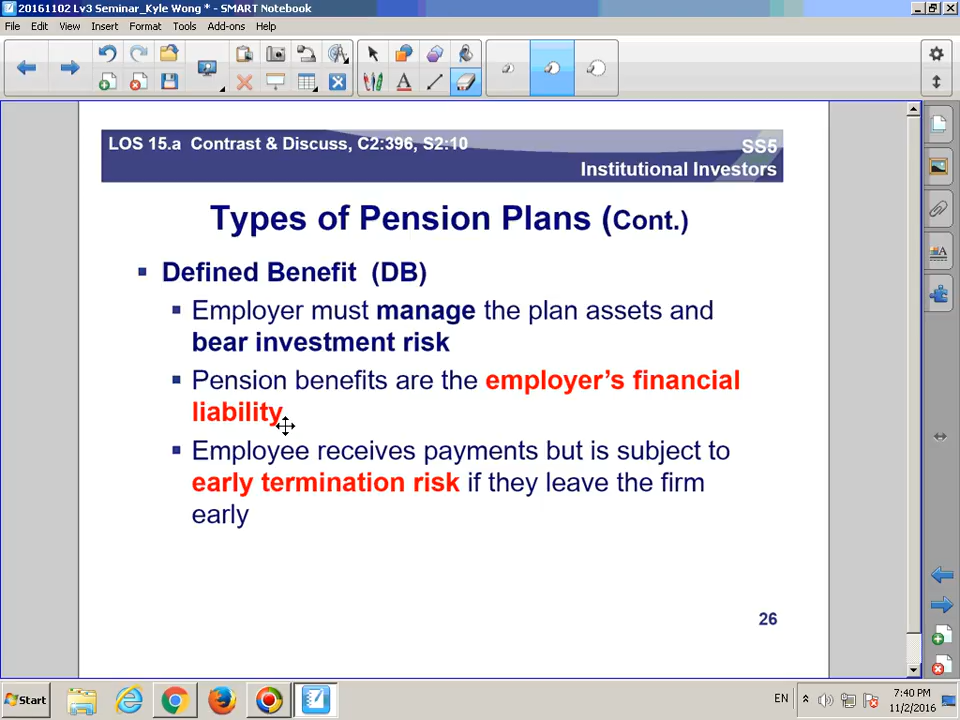 20161102 Lv3 Seminar_Kyle Wong * - SMART Notebook
File Edit View Insert Format Tools Add-ons Help
LOS 15.a Contrast & Discuss, C2:396, S2:10
SS5
Institutional Investors
Types of Pension Plans (Cont.)
Defined Benefit (DB)
Employer must manage the plan assets and
bear investment risk
Pension benefits are the employer's financial
liability
Employee receives payments but is subject to
early termination risk if they leave the firm
early
26
Start
EN
7:40 PM
11/2/2016